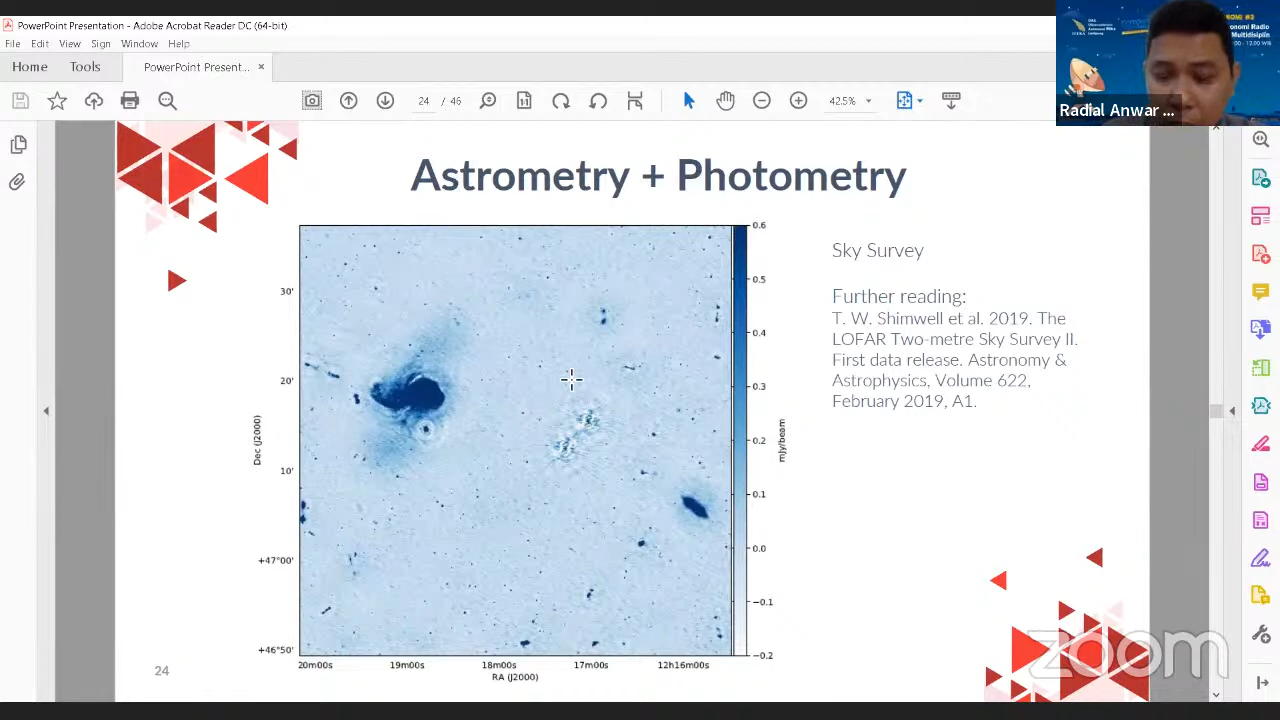 PowerPoint Presentation - Adobe Acrobat Reader DC (64-bit)
File Edit View Sign Window Help
Home Tools PowerPoint Present... ×
24 / 46
42.5%
Multidisiplin
Radial Anwar ...
Astrometry + Photometry
Sky Survey
Further reading:
T. W. Shimwell et al. 2019. The
LOFAR Two-metre Sky Survey II.
First data release. Astronomy &
Astrophysics, Volume 622,
February 2019, A1.
30'
20'
10'
+47°00'
+46°50'
Dec (J2000)
20m00s 19m00s 18m00s 17m00s 12h16m00s
RA (J2000)
0.6
0.5
0.4
0.3
0.2
0.1
0.0
−0.1
−0.2
mJy/beam
24
zoom